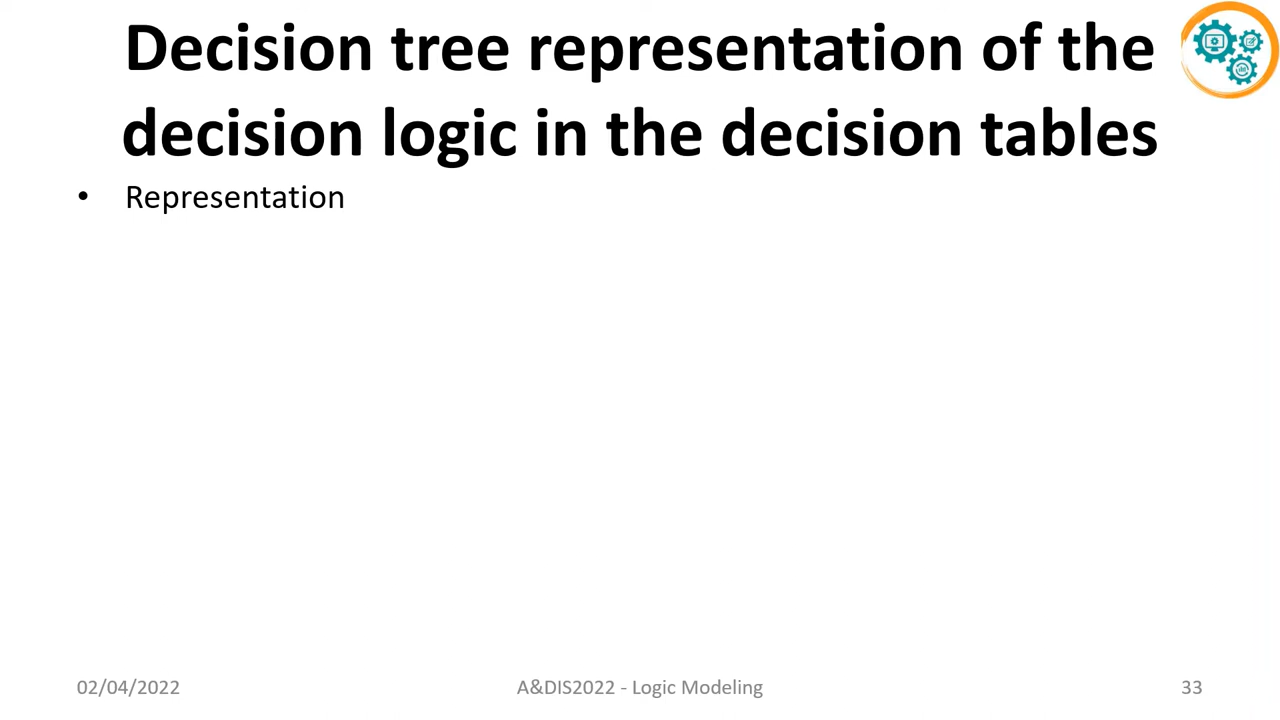 Decision tree representation of the
decision logic in the decision tables
• Representation
02/04/2022
A&DIS2022 - Logic Modeling
33